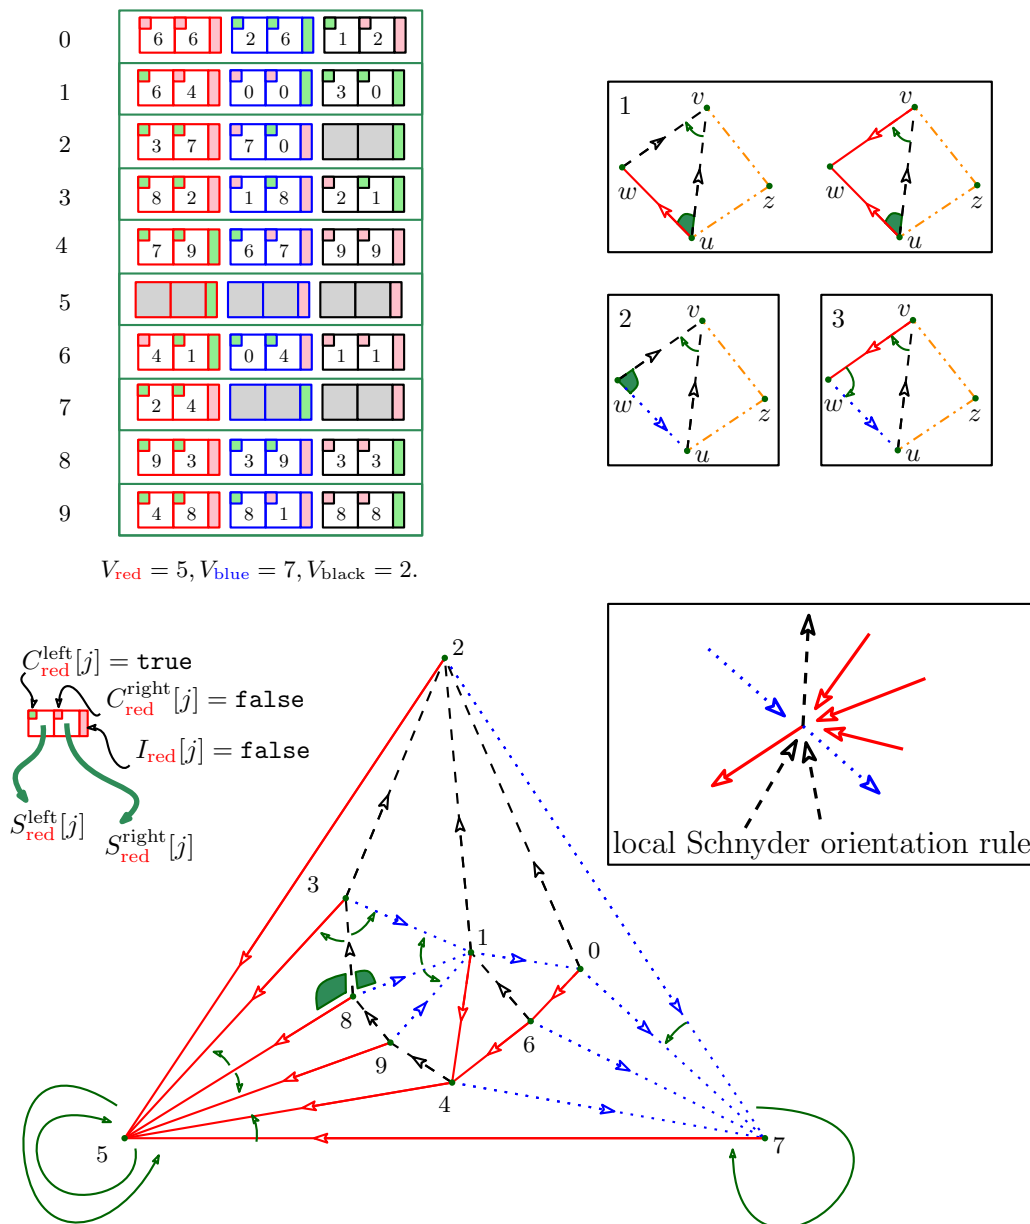 0 6 6 2 6 1 2
1 6 4 0 0 3 0
2 3 7 7 0
3 8 2 1 8 2 1
4 7 9 6 7 9 9
5
6 4 1 0 4 1 1
7 2 4
8 9 3 3 9 3 3
9 4 8 8 1 8 8
V_red = 5, V_blue = 7, V_black = 2.
1
v
w
u
z
v
w
u
z
2
v
w
u
z
3
v
w
u
z
C^left_red[j] = true
C^right_red[j] = false
I_red[j] = false
S^left_red[j]
S^right_red[j]
local Schnyder orientation rule
2
3
1
0
8
9
6
4
5
7